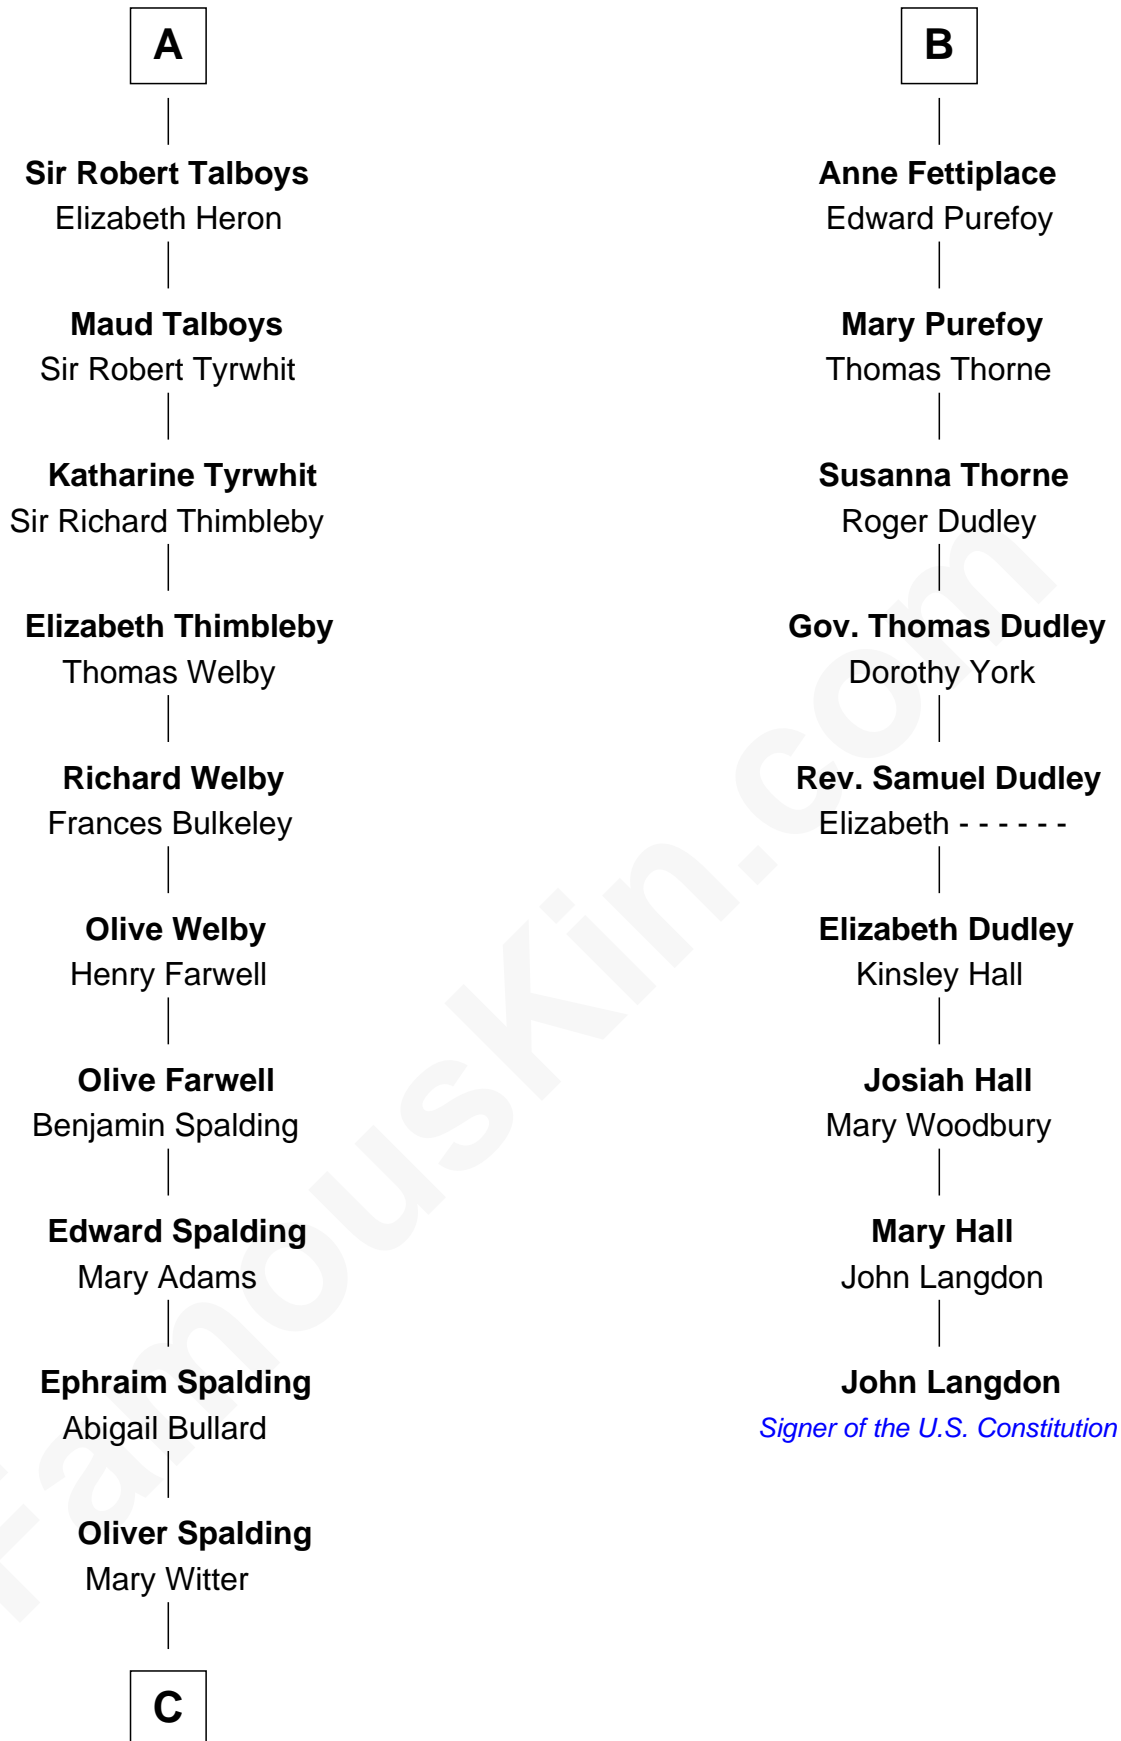 A
Sir Robert Talboys
Elizabeth Heron
Maud Talboys
Sir Robert Tyrwhit
Katharine Tyrwhit
Sir Richard Thimbleby
Elizabeth Thimbleby
Thomas Welby
Richard Welby
Frances Bulkeley
Olive Welby
Henry Farwell
Olive Farwell
Benjamin Spalding
Edward Spalding
Mary Adams
Ephraim Spalding
Abigail Bullard
Oliver Spalding
Mary Witter
C
B
Anne Fettiplace
Edward Purefoy
Mary Purefoy
Thomas Thorne
Susanna Thorne
Roger Dudley
Gov. Thomas Dudley
Dorothy York
Rev. Samuel Dudley
Elizabeth - - - - - -
Elizabeth Dudley
Kinsley Hall
Josiah Hall
Mary Woodbury
Mary Hall
John Langdon
John Langdon
Signer of the U.S. Constitution
FamousKin.com